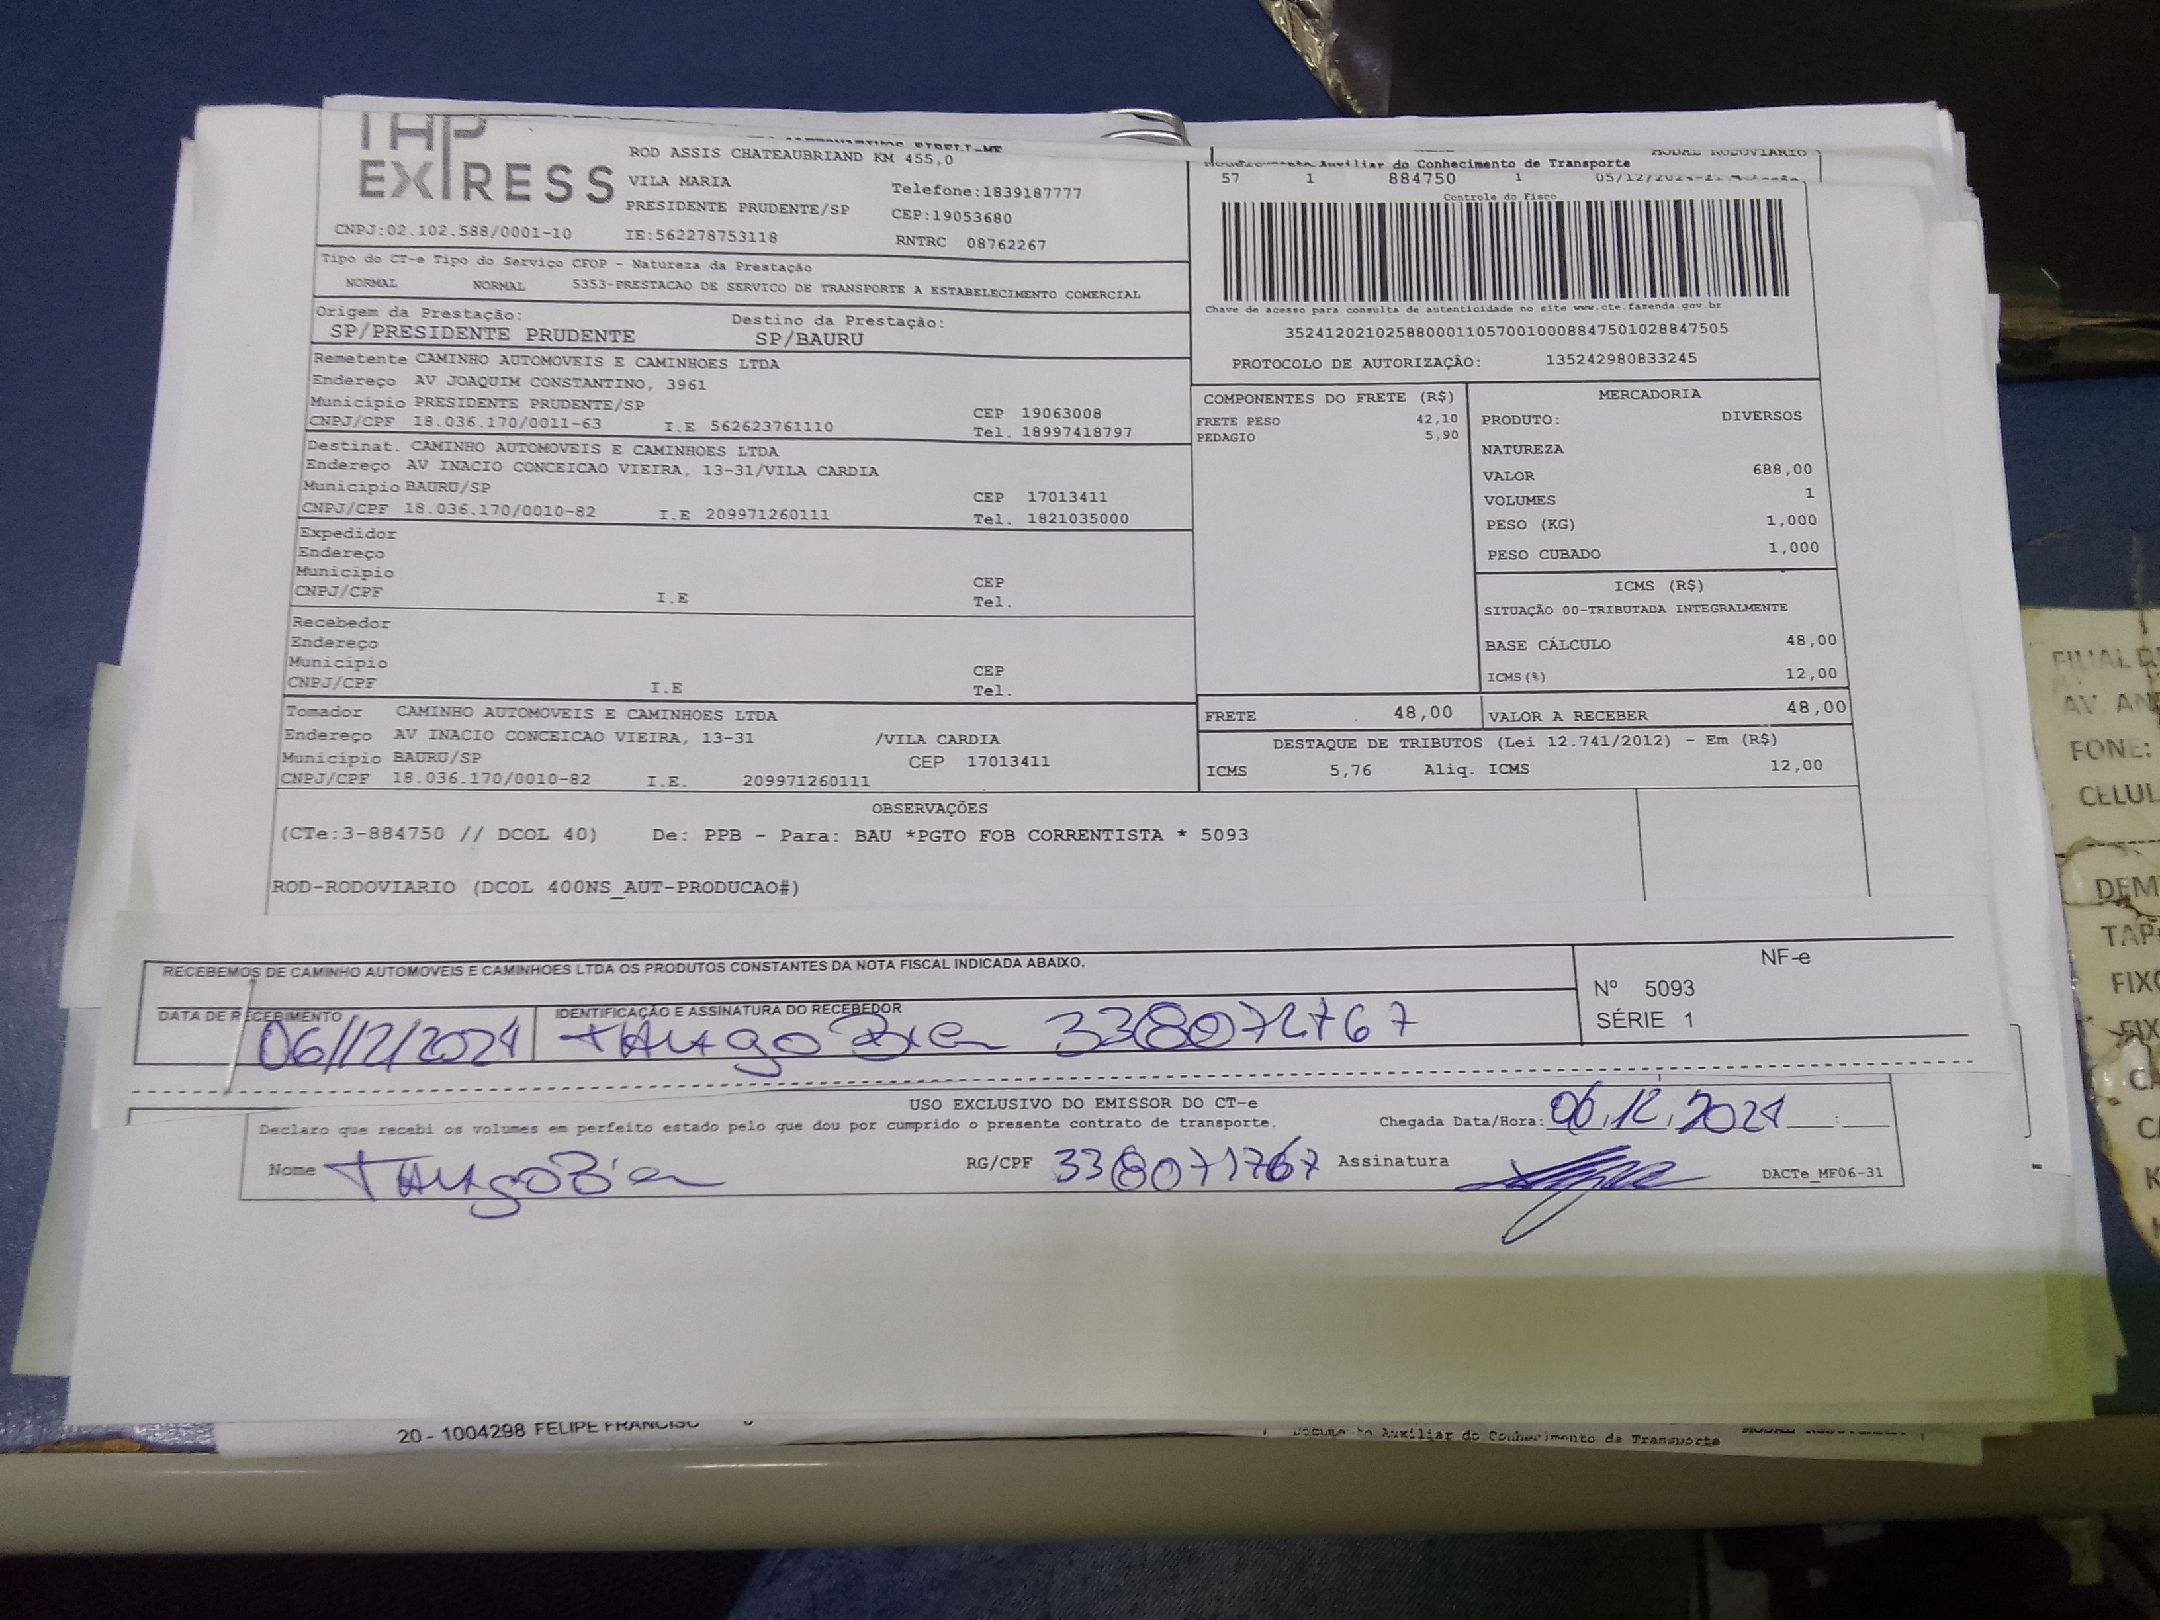 THP
EXPRESS
ROD ASSIS CHATEAUBRIAND KM 455,0
VILA MARIA
Telefone:1839187777
PRESIDENTE PRUDENTE/SP
CEP:19053680
CNPJ:02.102.588/0001-10
IE:562278753118
RNTRC 08762267
Auxiliar do Conhecimento de Transporte
MODAL RODOVIARIO
57 1 884750 1
Controle do Fisco
Chave de acesso para consulta de autenticidade no site www.cte.fazenda.gov.br
35241202102588000110570010008847501028847505
PROTOCOLO DE AUTORIZAÇÃO: 135242980833245
Tipo do CT-e Tipo do Serviço CFOP - Natureza da Prestação
NORMAL NORMAL 5353-PRESTACAO DE SERVICO DE TRANSPORTE A ESTABELECIMENTO COMERCIAL
Origem da Prestação: Destino da Prestação:
SP/PRESIDENTE PRUDENTE SP/BAURU
Remetente CAMINHO AUTOMOVEIS E CAMINHOES LTDA
Endereço AV JOAQUIM CONSTANTINO, 3961
Municipio PRESIDENTE PRUDENTE/SP CEP 19063008
CNPJ/CPF 18.036.170/0011-63 I.E 562623761110 Tel. 18997418797
Destinat. CAMINHO AUTOMOVEIS E CAMINHOES LTDA
Endereço AV INACIO CONCEICAO VIEIRA, 13-31/VILA CARDIA
Municipio BAURU/SP CEP 17013411
CNPJ/CPF 18.036.170/0010-82 I.E 209971260111 Tel. 1821035000
Expedidor
Endereço
Municipio CEP
CNPJ/CPF I.E Tel.
Recebedor
Endereço
Municipio CEP
CNPJ/CPF I.E Tel.
Tomador CAMINHO AUTOMOVEIS E CAMINHOES LTDA
Endereço AV INACIO CONCEICAO VIEIRA, 13-31 /VILA CARDIA
Municipio BAURU/SP CEP 17013411
CNPJ/CPF 18.036.170/0010-82 I.E. 209971260111
COMPONENTES DO FRETE (R$)
FRETE PESO 42,10
PEDAGIO 5,90
MERCADORIA
PRODUTO: DIVERSOS
NATUREZA
VALOR 688,00
VOLUMES 1
PESO (KG) 1,000
PESO CUBADO 1,000
ICMS (R$)
SITUAÇÃO 00-TRIBUTADA INTEGRALMENTE
BASE CÁLCULO 48,00
ICMS(%) 12,00
FRETE 48,00 VALOR A RECEBER 48,00
DESTAQUE DE TRIBUTOS (Lei 12.741/2012) - Em (R$)
ICMS 5,76 Aliq. ICMS 12,00
OBSERVAÇÕES
(CTe:3-884750 // DCOL 40) De: PPB - Para: BAU *PGTO FOB CORRENTISTA * 5093
ROD-RODOVIARIO (DCOL 400NS_AUT-PRODUCAO#)
RECEBEMOS DE CAMINHO AUTOMOVEIS E CAMINHOES LTDA OS PRODUTOS CONSTANTES DA NOTA FISCAL INDICADA ABAIXO.
NF-e
Nº 5093
SÉRIE 1
DATA DE RECEBIMENTO IDENTIFICAÇÃO E ASSINATURA DO RECEBEDOR
06/12/2024 338071767
USO EXCLUSIVO DO EMISSOR DO CT-e
Declaro que recebi os volumes em perfeito estado pelo que dou por cumprido o presente contrato de transporte.
Chegada Data/Hora: 06.12.2024 :
Nome RG/CPF 338071767 Assinatura
DACTe_MF06-31
20 - 1004298 FELIPE FRANCISC
Auxiliar do Conhecimento de Transporte
FILIAL
AV. AN
FONE:
CELUL
DEM
TAP
FIX